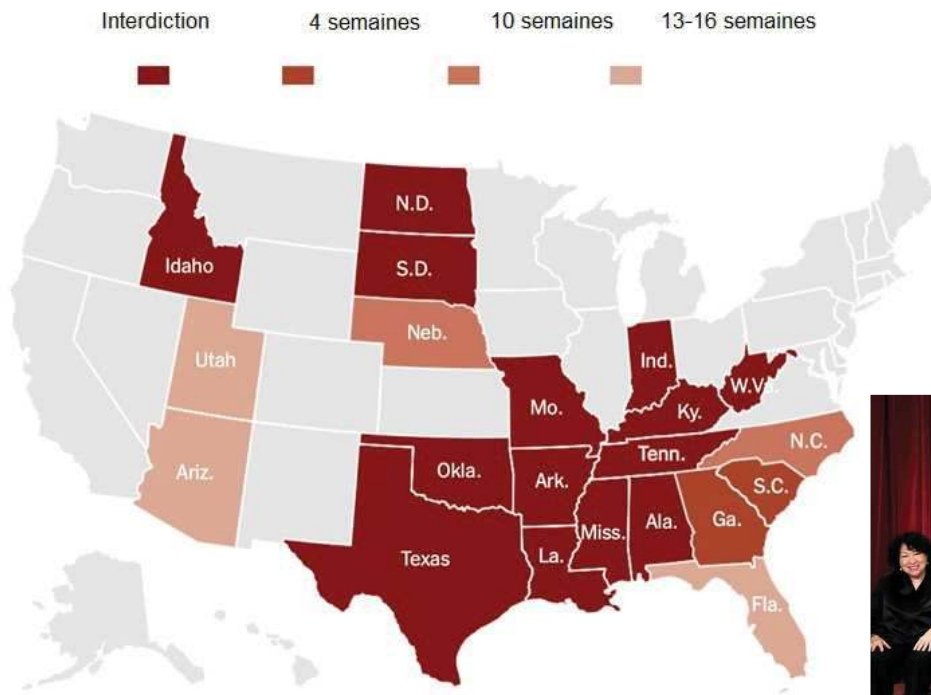 Interdiction 4 semaines 10 semaines 13-16 semaines
N.D.
Idaho
S.D.
Neb.
Utah
Ind.
W.Va.
Mo.
Ky.
N.C.
Tenn.
Ariz.
Okla.
Ark.
S.C.
Miss.
Ala.
Ga.
Texas
La.
Fla.